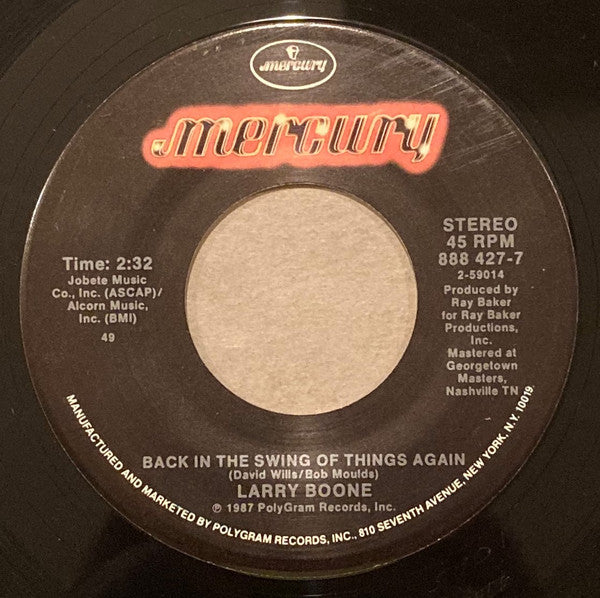 mercury
mercury
STEREO
45 RPM
888 427-7
2-59014
Produced by
Ray Baker
for Ray Baker
Productions,
Inc.
Mastered at
Georgetown
Masters,
Nashville TN
Time: 2:32
Jobete Music
Co., Inc. (ASCAP)/
Alcorn Music,
Inc. (BMI)
49
BACK IN THE SWING OF THINGS AGAIN
(David Wills/Bob Moulds)
LARRY BOONE
℗ 1987 PolyGram Records, Inc.
MANUFACTURED AND MARKETED BY POLYGRAM RECORDS, INC., 810 SEVENTH AVENUE, NEW YORK, N.Y. 10019.